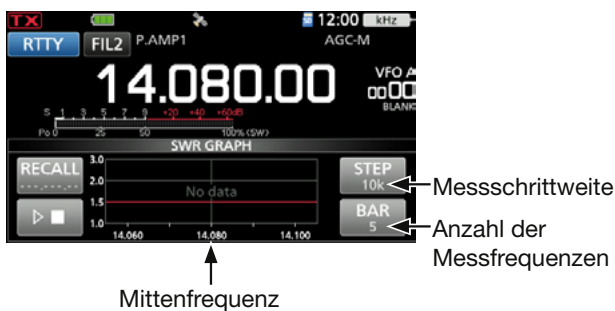 TX 12:00 kHz
RTTY FIL2 P.AMP1 AGC-M
14.080.00 VFO A
00
BLANK
S 1 3 5 7 9 +20 +40 +60dB
Po 0 25 50 100% (SW)
SWR GRAPH
RECALL 3.0 STEP
--.---.-- 2.0 No data 10k Messschrittweite
1.5 BAR
1.0 5 Anzahl der
14.060 14.080 14.100 Messfrequenzen
Mittenfrequenz